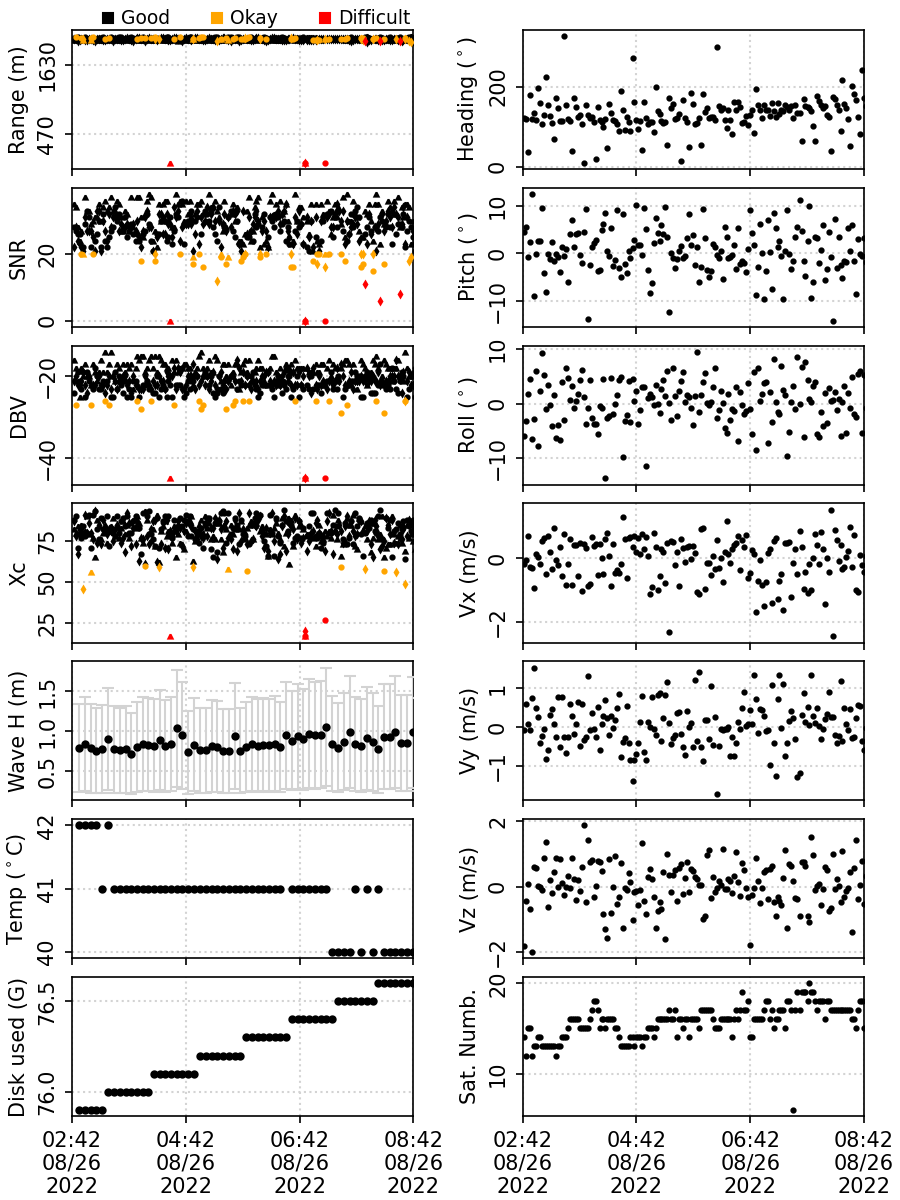 Good Okay Difficult
Range (m)
1630
470
Heading (°)
200
0
SNR
20
0
Pitch (°)
10
0
−10
DBV
−20
−40
Roll (°)
10
0
−10
Xc
75
50
25
Vx (m/s)
0
−2
Wave H (m)
1.5
1.0
0.5
Vy (m/s)
1
0
−1
Temp (°C)
42
41
40
Vz (m/s)
2
0
−2
Disk used (G)
76.5
76.0
Sat. Numb.
20
10
02:42 04:42 06:42 08:42
08/26 08/26 08/26 08/26
2022 2022 2022 2022
02:42 04:42 06:42 08:42
08/26 08/26 08/26 08/26
2022 2022 2022 2022